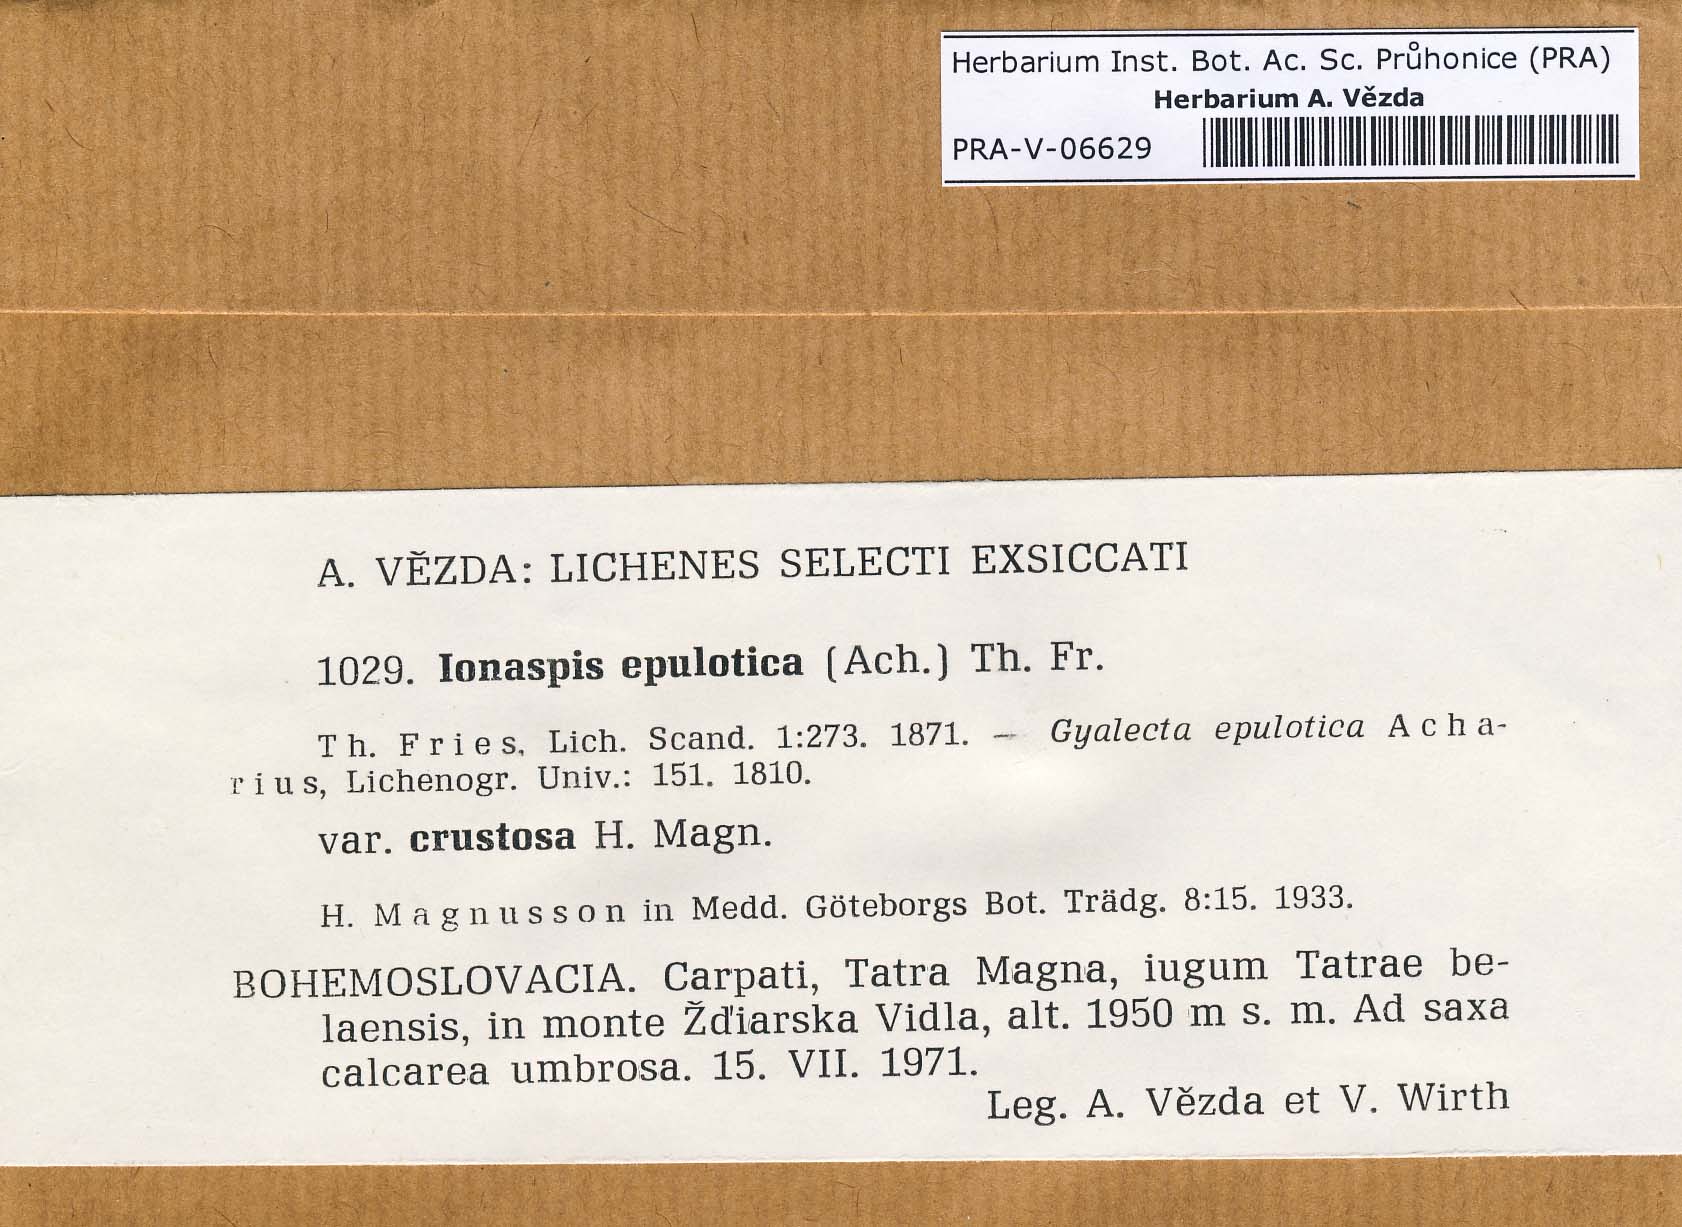 Herbarium Inst. Bot. Ac. Sc. Průhonice (PRA)
Herbarium A. Vězda
PRA-V-06629
A. VĚZDA: LICHENES SELECTI EXSICCATI
1029. Ionaspis epulotica (Ach.) Th. Fr.
Th. Fries, Lich. Scand. 1:273. 1871. — Gyalecta epulotica Acha-
rius, Lichenogr. Univ.: 151. 1810.
var. crustosa H. Magn.
H. Magnusson in Medd. Göteborgs Bot. Trädg. 8:15. 1933.
BOHEMOSLOVACIA. Carpati, Tatra Magna, iugum Tatrae be-
laensis, in monte Žďiarska Vidla, alt. 1950 m s. m. Ad saxa
calcarea umbrosa. 15. VII. 1971.
Leg. A. Vězda et V. Wirth